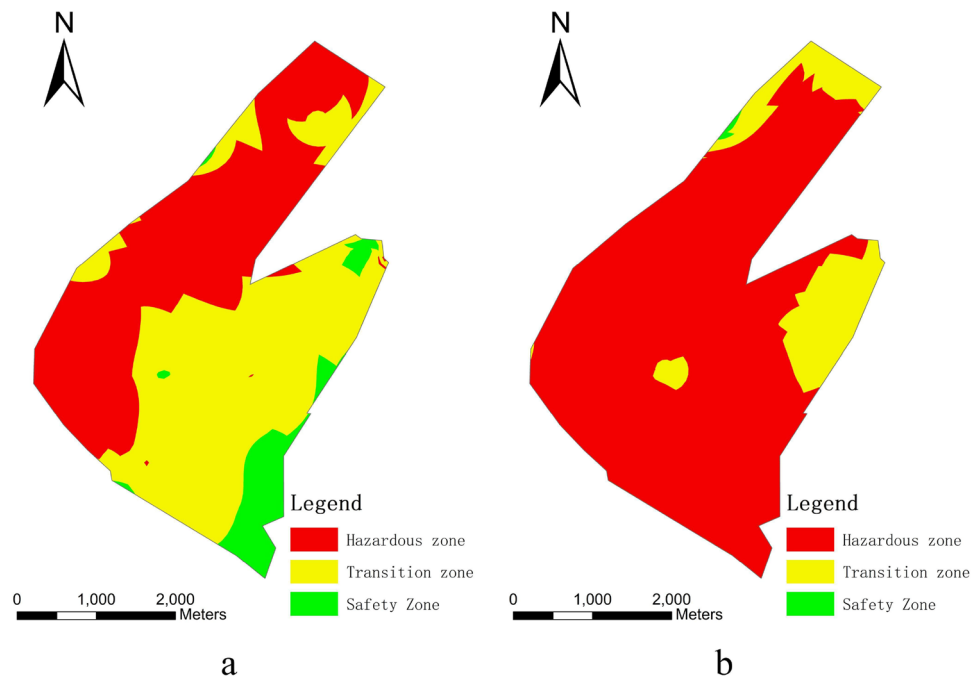 N
N
Legend
Hazardous zone
Transition zone
Safety Zone
0 1,000 2,000
Meters
Legend
Hazardous zone
Transition zone
Safety Zone
0 1,000 2,000
Meters
a
b